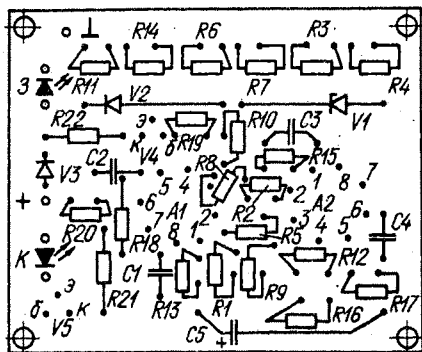 R14 R6 R3
З R11 R7 R4
V2 V1
R22 э R19 R10 C3
к б
C2 V4 R8 R15
V3 5 4 1 8 7
+ 6 A1 2 R2 2 A2 6 C4
R20 7 3
R18 8 1 R5 4 5
К R12
R21 C1 R13 R1 R9 R17
э R16
б к
V5 C5 +